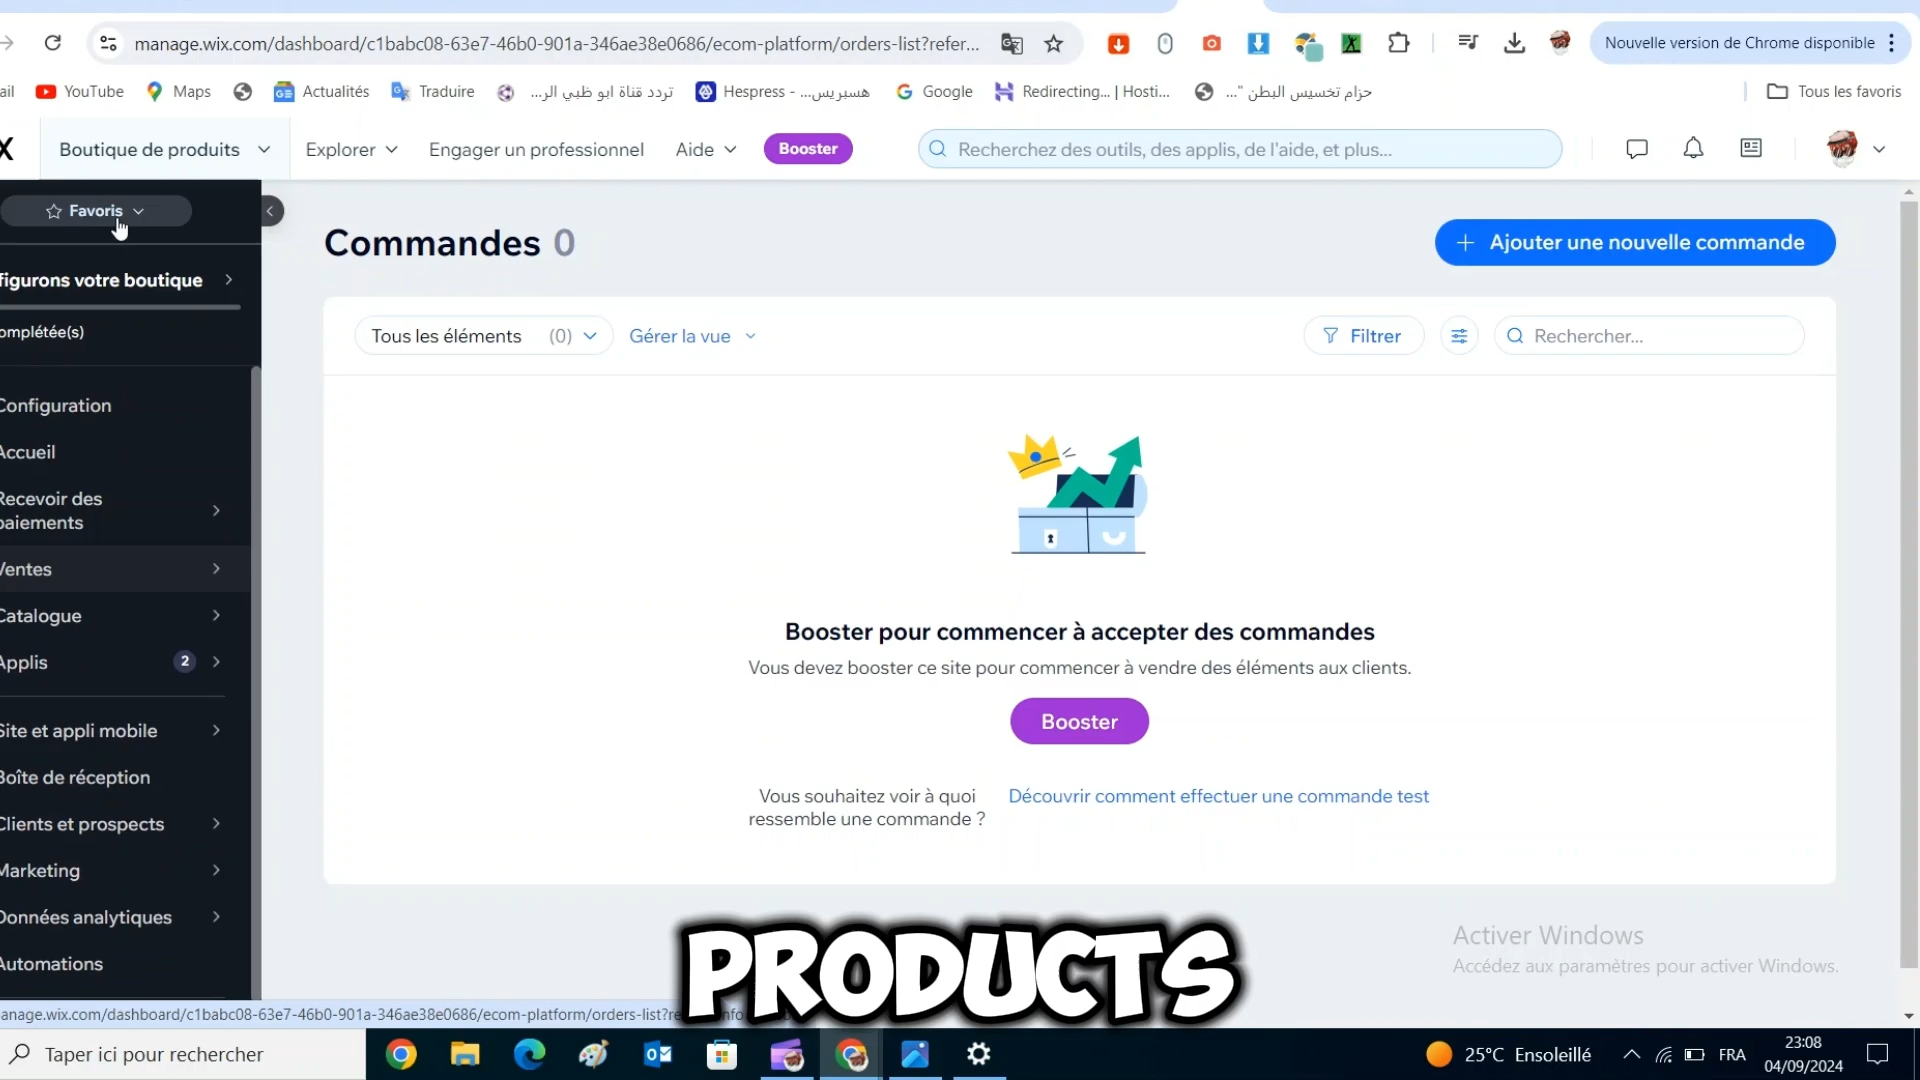 manage.wix.com/dashboard/c1babc08-63e7-46b0-901a-346ae38e0686/ecom-platform/orders-list?refer...
Nouvelle version de Chrome disponible
ail
YouTube
Maps
Actualités
Traduire
تردد قناة ابو ظبي الر...
Hespress - هسبريس...
Google
Redirecting... | Hosti...
حزام تخسيس البطن "...
Tous les favoris
X
Boutique de produits
Explorer
Engager un professionnel
Aide
Booster
Recherchez des outils, des applis, de l'aide, et plus...
Favoris
figurons votre boutique
omplétée(s)
Configuration
Accueil
Recevoir des
paiements
Ventes
Catalogue
Applis 2
Site et appli mobile
Boîte de réception
Clients et prospects
Marketing
Données analytiques
Automations
Commandes 0
+ Ajouter une nouvelle commande
Tous les éléments (0)
Gérer la vue
Filtrer
Rechercher...
Booster pour commencer à accepter des commandes
Vous devez booster ce site pour commencer à vendre des éléments aux clients.
Booster
Vous souhaitez voir à quoi
ressemble une commande ?
Découvrir comment effectuer une commande test
PRODUCTS
Activer Windows
Accédez aux paramètres pour activer Windows.
anage.wix.com/dashboard/c1babc08-63e7-46b0-901a-346ae38e0686/ecom-platform/orders-list?r
Taper ici pour rechercher
25°C Ensoleillé
FRA
23:08
04/09/2024